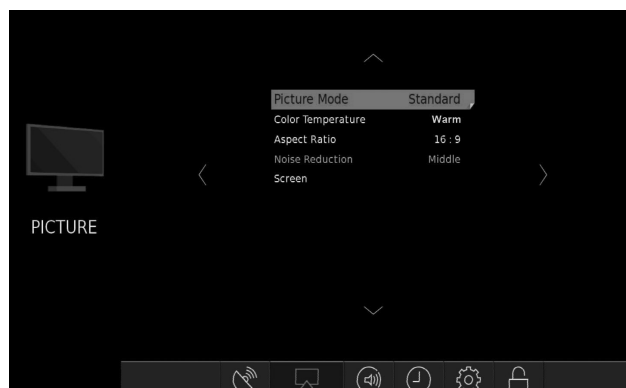 Picture Mode Standard
Color Temperature Warm
Aspect Ratio 16 : 9
Noise Reduction Middle
Screen
PICTURE